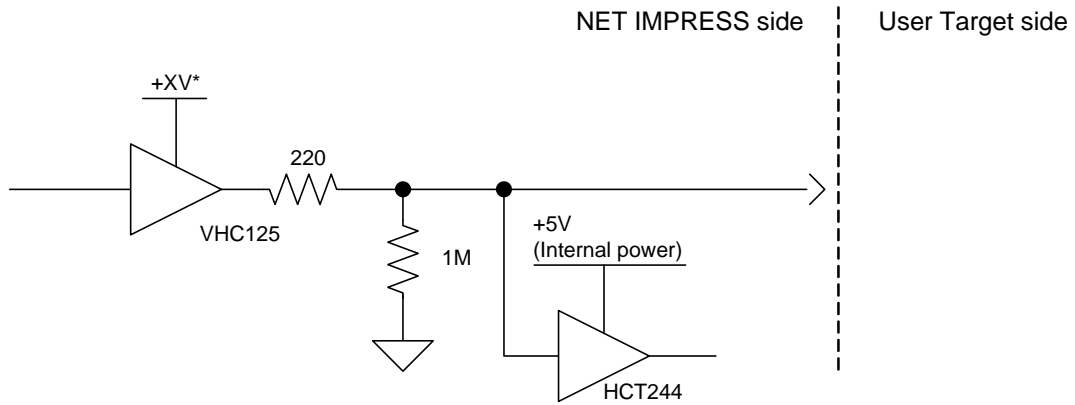 NET IMPRESS side
User Target side
+XV*
220
VHC125
1M
+5V
(Internal power)
HCT244